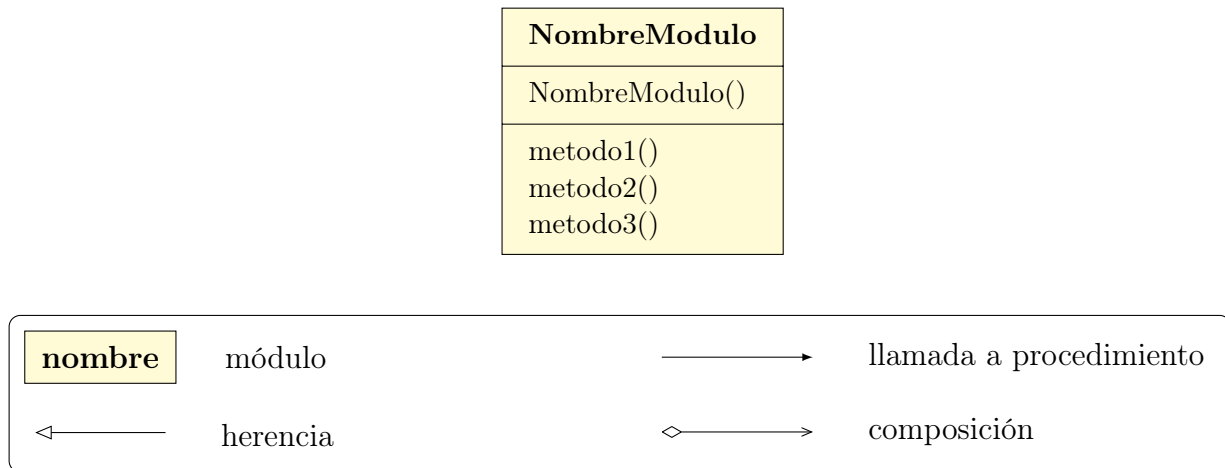 NombreModulo
NombreModulo()
metodo1()
metodo2()
metodo3()
nombre
módulo
llamada a procedimiento
herencia
composición